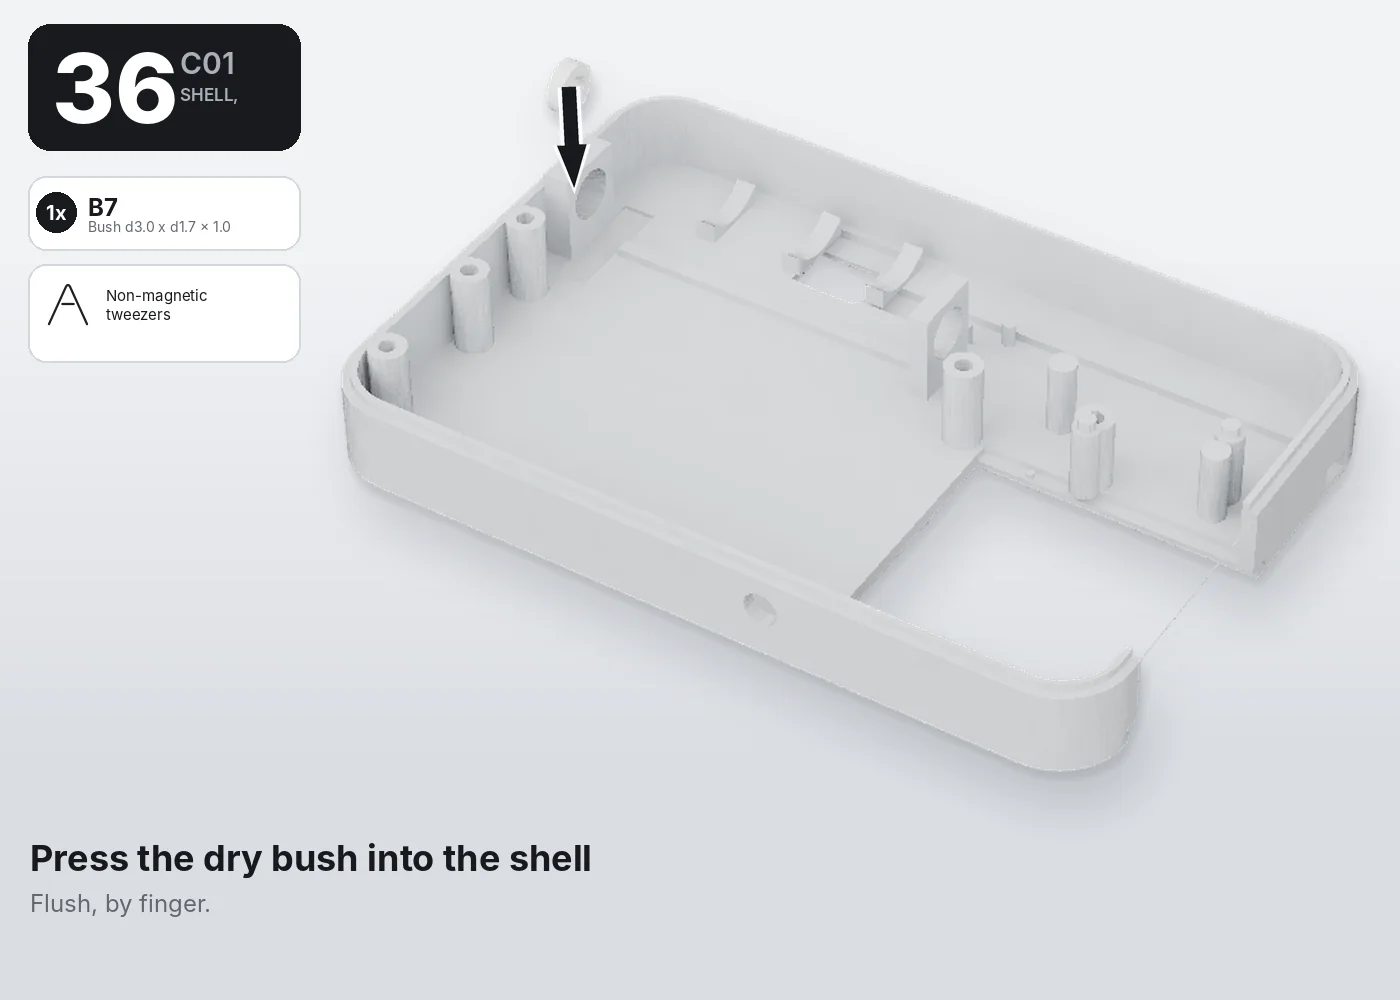 36 C01
SHELL,
1x B7
Bush d3.0 x d1.7 × 1.0
Non-magnetic
tweezers
Press the dry bush into the shell
Flush, by finger.